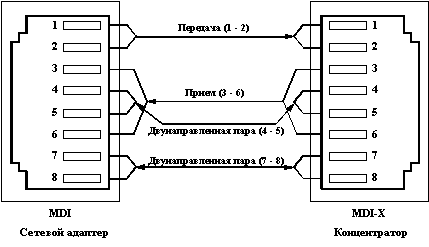 1 Передача (1 - 2) 1
2 2
3 3
4 Прием (3 - 6) 4
5 5
6 Двунаправленная пара (4 - 5) 6
7 Двунаправленная пара (7 - 8) 7
8 8
MDI MDI-X
Сетевой адаптер Концентратор